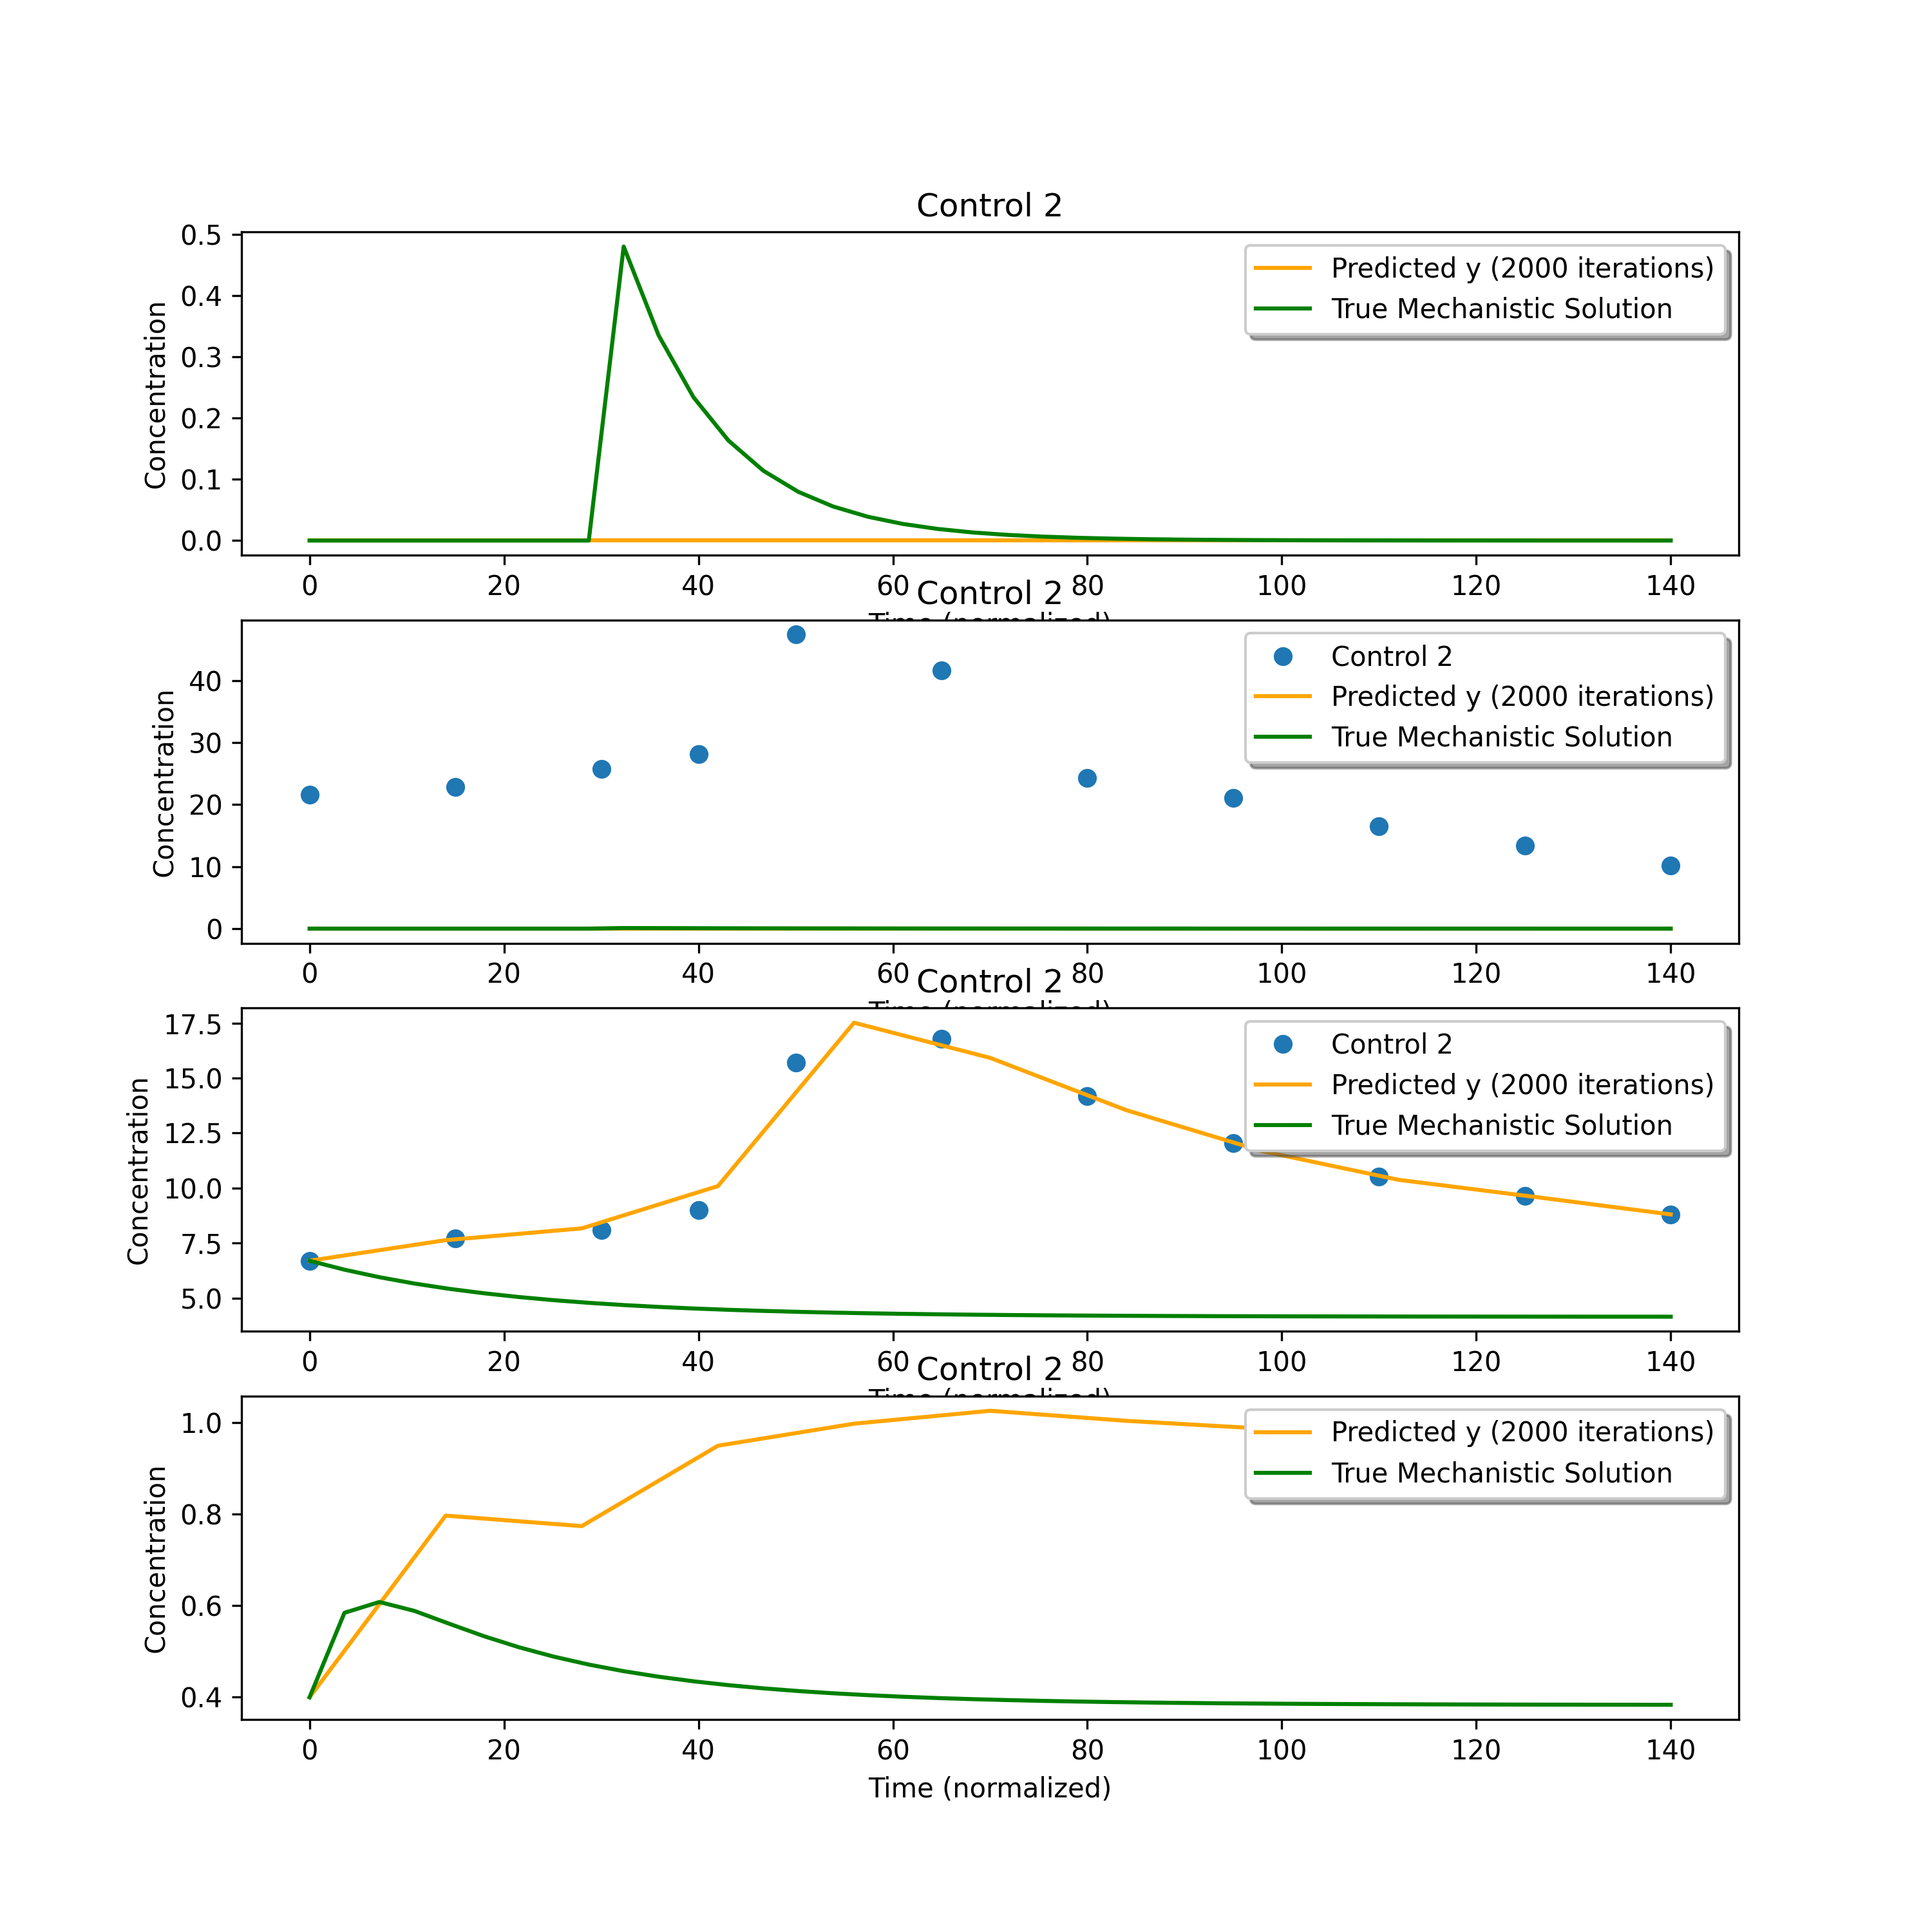 Control 2
0.5
0.4
0.3
0.2
0.1
0.0
Concentration
Predicted y (2000 iterations)
True Mechanistic Solution
0 20 40 60 80 100 120 140
Control 2
40
30
20
10
0
Concentration
Control 2
Predicted y (2000 iterations)
True Mechanistic Solution
0 20 40 60 80 100 120 140
Control 2
17.5
15.0
12.5
10.0
7.5
5.0
Concentration
Control 2
Predicted y (2000 iterations)
True Mechanistic Solution
0 20 40 60 80 100 120 140
Control 2
1.0
0.8
0.6
0.4
Concentration
Predicted y (2000 iterations)
True Mechanistic Solution
0 20 40 60 80 100 120 140
Time (normalized)